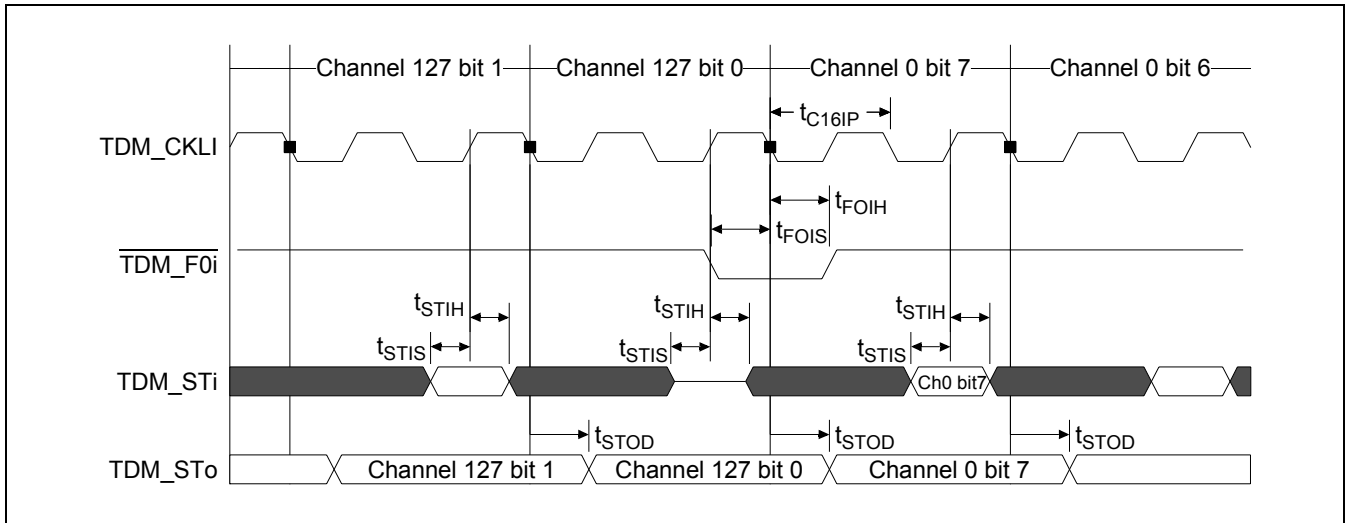 Channel 127 bit 1 Channel 127 bit 0 Channel 0 bit 7 Channel 0 bit 6
tC16IP
TDM_CKLI
tFOIH
tFOIS
TDM_F0i
tSTIH tSTIH tSTIH
tSTIS tSTIS tSTIS
TDM_STi Ch0 bit7
tSTOD tSTOD tSTOD
TDM_STo Channel 127 bit 1 Channel 127 bit 0 Channel 0 bit 7